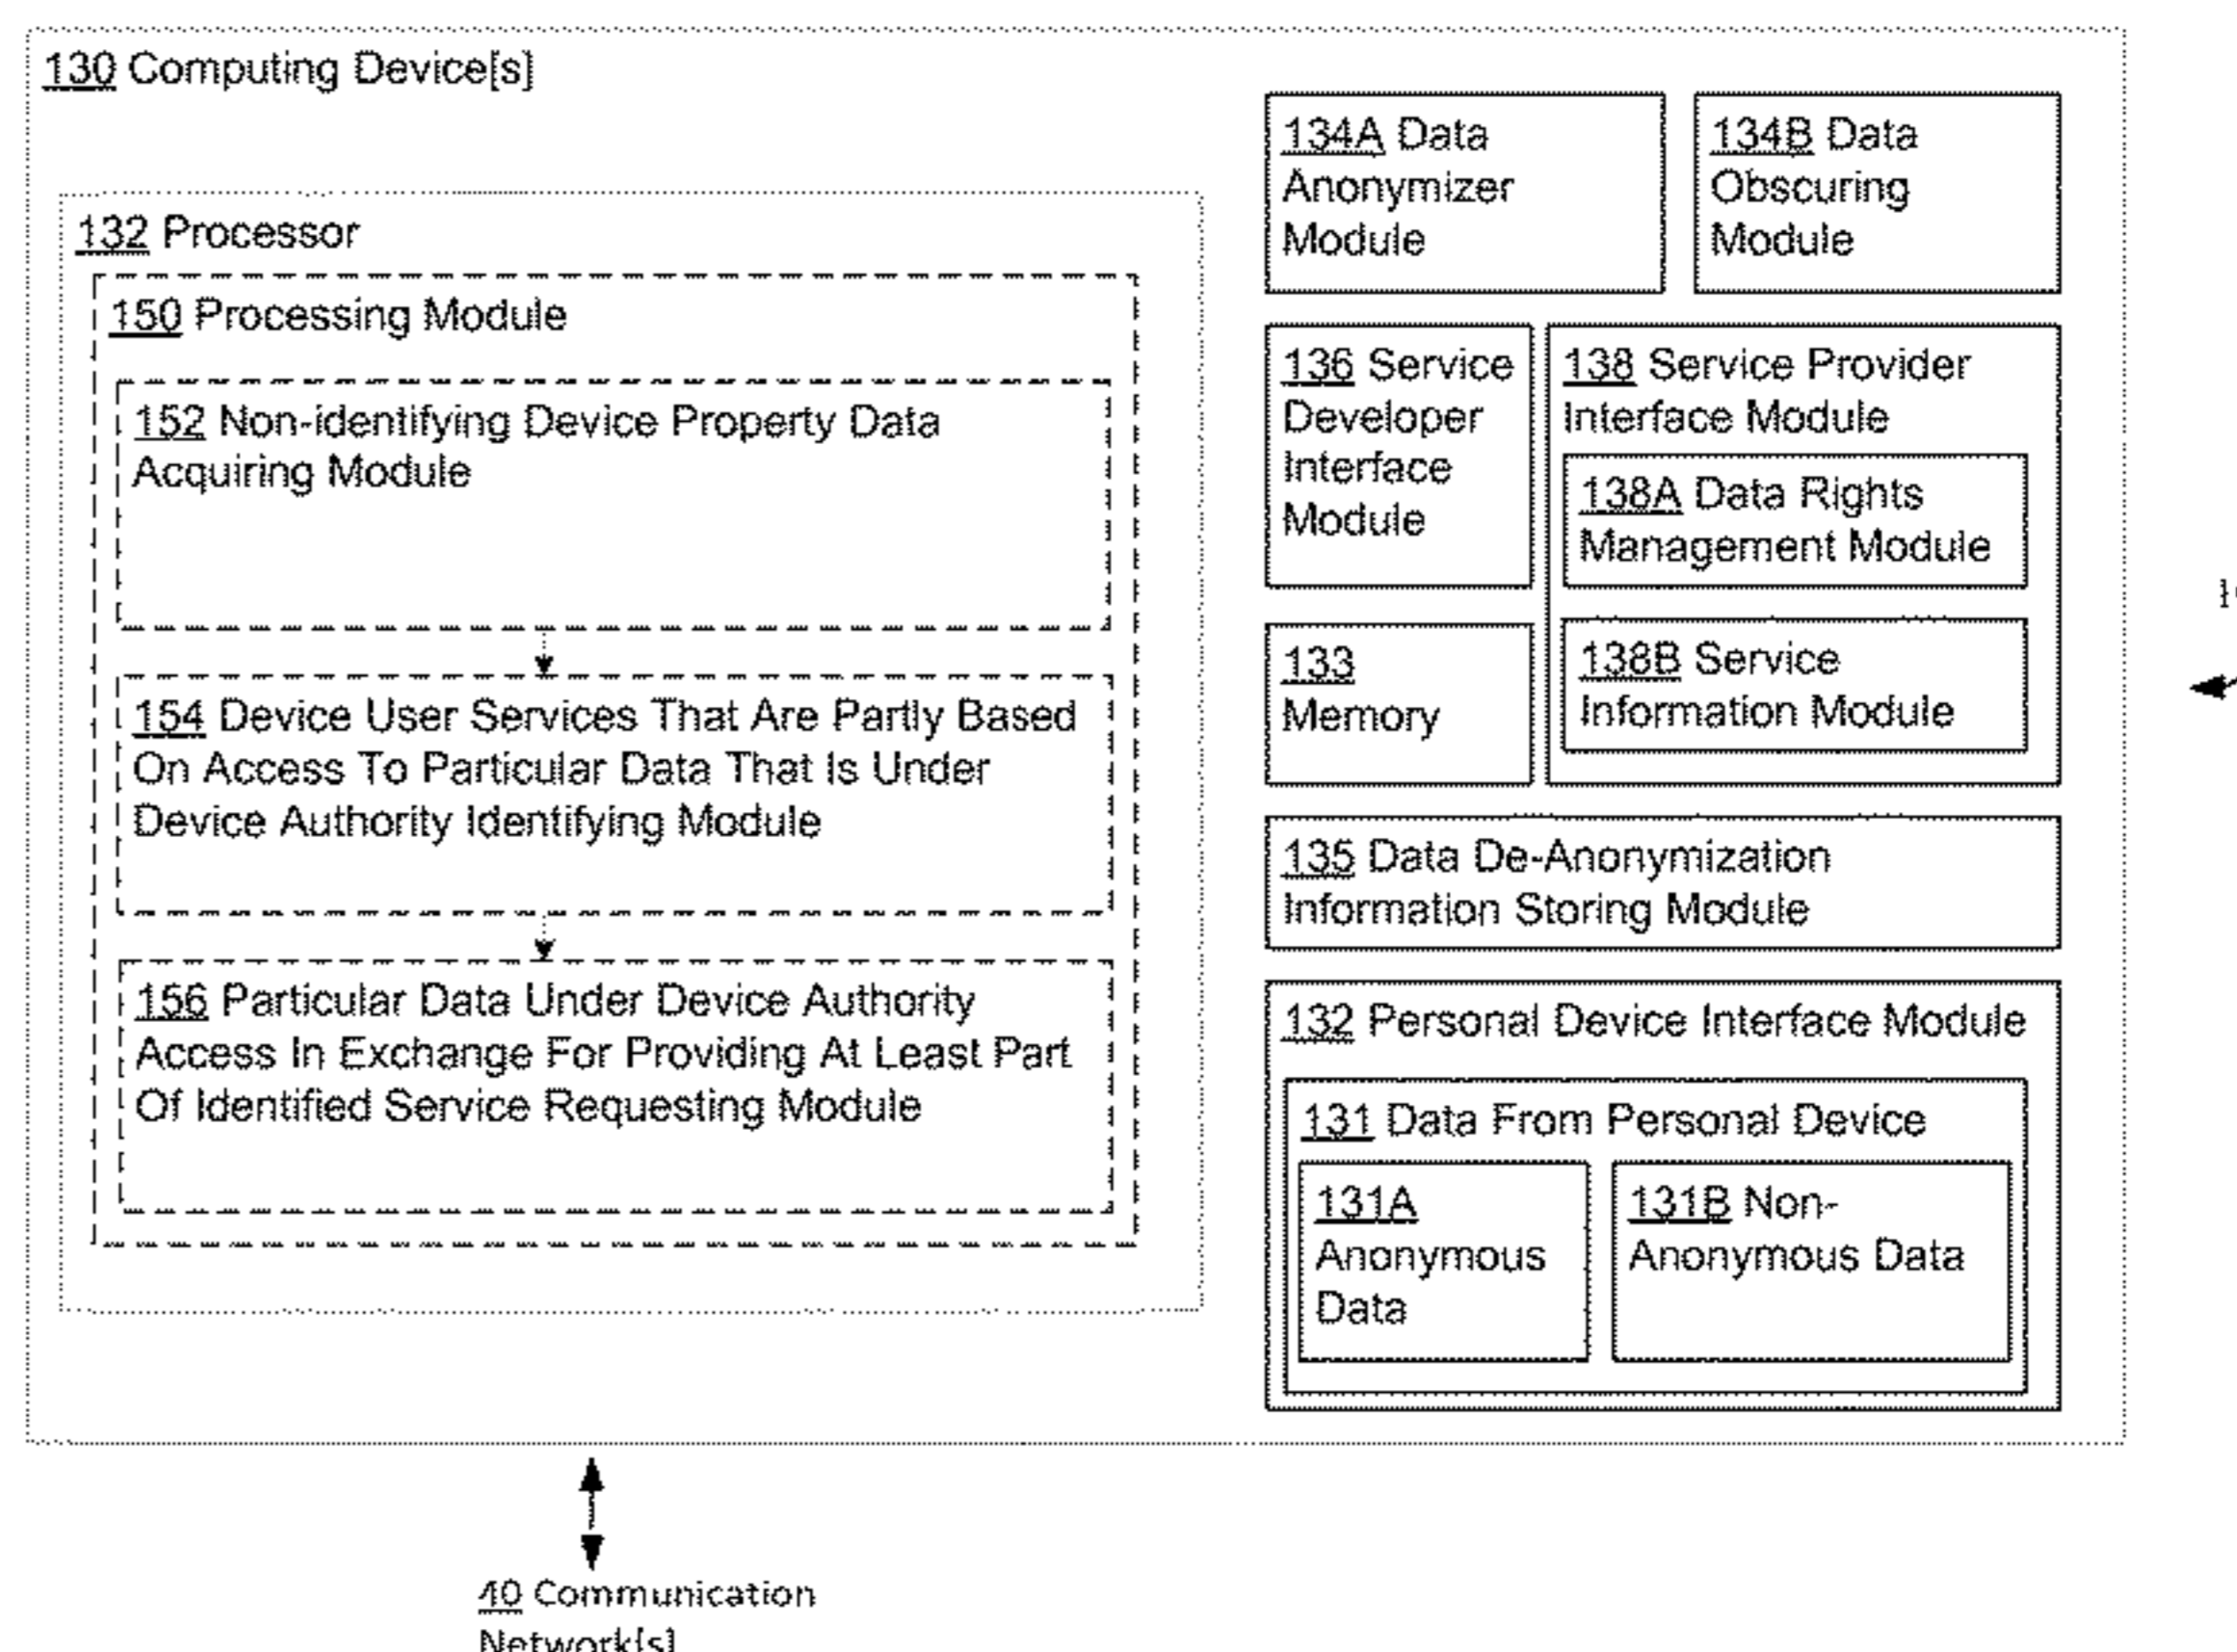 130 Computing Device[s]
132 Processor
150 Processing Module
152 Non-identifying Device Property Data
Acquiring Module
154 Device User Services That Are Partly Based
On Access To Particular Data That Is Under
Device Authority Identifying Module
156 Particular Data Under Device Authority
Access In Exchange For Providing At Least Part
Of Identified Service Requesting Module
134A Data
Anonymizer
Module
134B Data
Obscuring
Module
136 Service
Developer
Interface
Module
138 Service Provider
Interface Module
138A Data Rights
Management Module
138B Service
Information Module
133
Memory
135 Data De-Anonymization
Information Storing Module
132 Personal Device Interface Module
131 Data From Personal Device
131A
Anonymous
Data
131B Non-
Anonymous Data
40 Communication
Network[s]